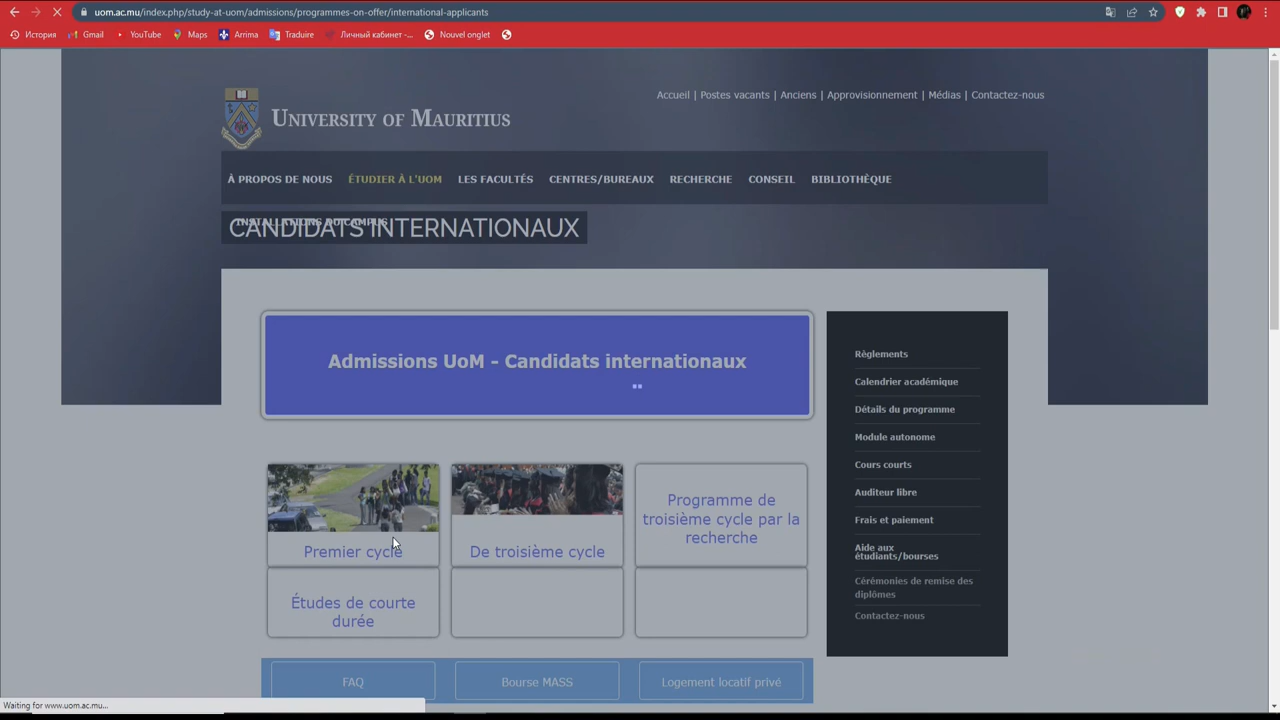 uom.ac.mu/index.php/study-at-uom/admissions/programmes-on-offer/international-applicants
История Gmail YouTube Maps Arrima Traduire Личный кабинет -... Nouvel onglet
Accueil | Postes vacants | Anciens | Approvisionnement | Médias | Contactez-nous
UNIVERSITY OF MAURITIUS
À PROPOS DE NOUS ÉTUDIER À L'UOM LES FACULTÉS CENTRES/BUREAUX RECHERCHE CONSEIL BIBLIOTHÈQUE
INSTALLATIONS DU CAMPUS
CANDIDATS INTERNATIONAUX
Admissions UoM - Candidats internationaux
Premier cycle
De troisième cycle
Programme de
troisième cycle par la
recherche
Études de courte
durée
FAQ
Bourse MASS
Logement locatif privé
Règlements
Calendrier académique
Détails du programme
Module autonome
Cours courts
Auditeur libre
Frais et paiement
Aide aux
étudiants/bourses
Cérémonies de remise des
diplômes
Contactez-nous
Waiting for www.uom.ac.mu...